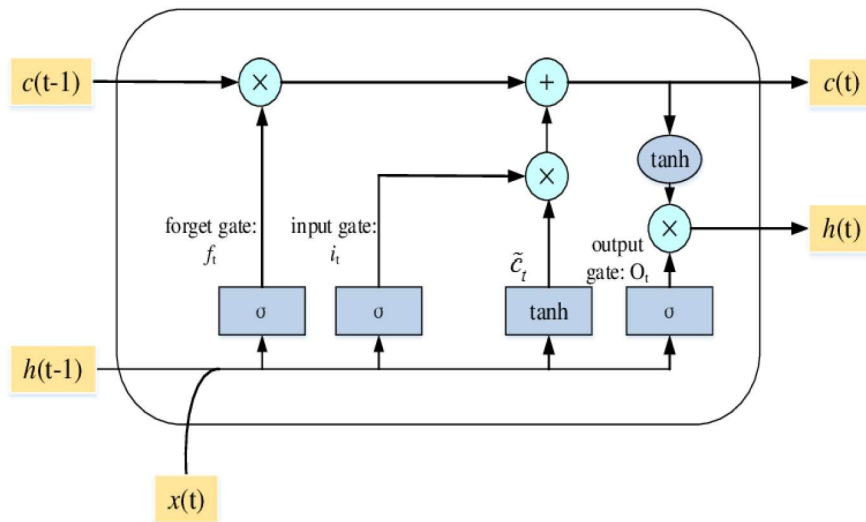 c(t-1)
×
+
c(t)
tanh
×
forget gate:
f_t
input gate:
i_t
c̃_t
output
gate: O_t
×
h(t)
σ
σ
tanh
σ
h(t-1)
x(t)